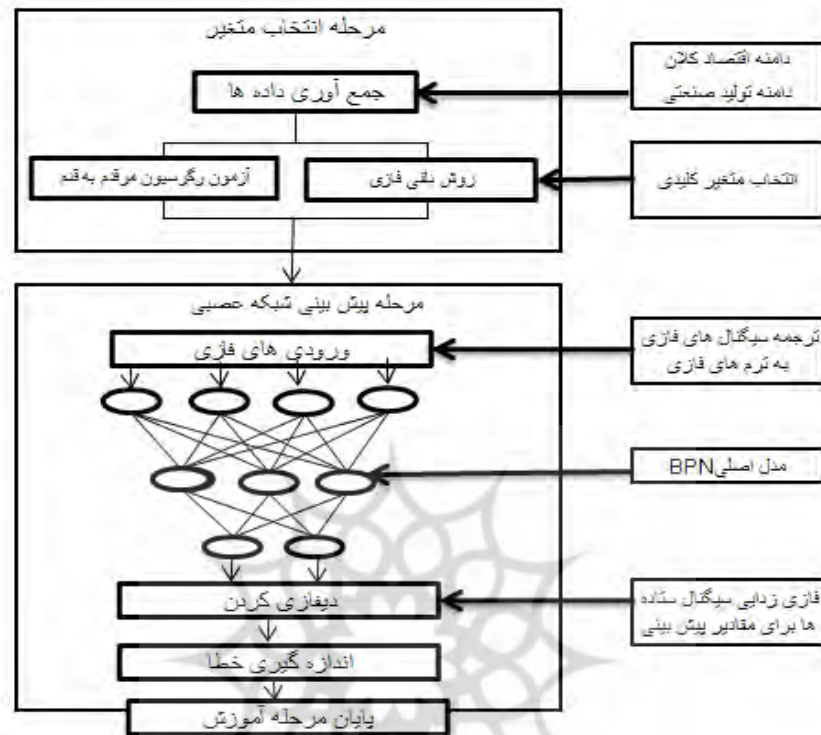 مرحله انتخاب متغیر
جمع آوری داده ها
دامنه اقتصاد کلان
دامنه تولید صنعتی
روش دلفی فازی
آزمون رگرسیون مرقدم به قدم
انتخاب متغیر کلیدی
مرحله پیش بینی شبکه عصبی
ورودی های فازی
ترجمه سیگنال های فازی
به ترم های فازی
مدل اصلی BPN
دیفازی کردن
فازی زدایی سیگنال ستاده
ها برای مقادیر پیش بینی
اندازه گیری خطا
پایان مرحله آموزش